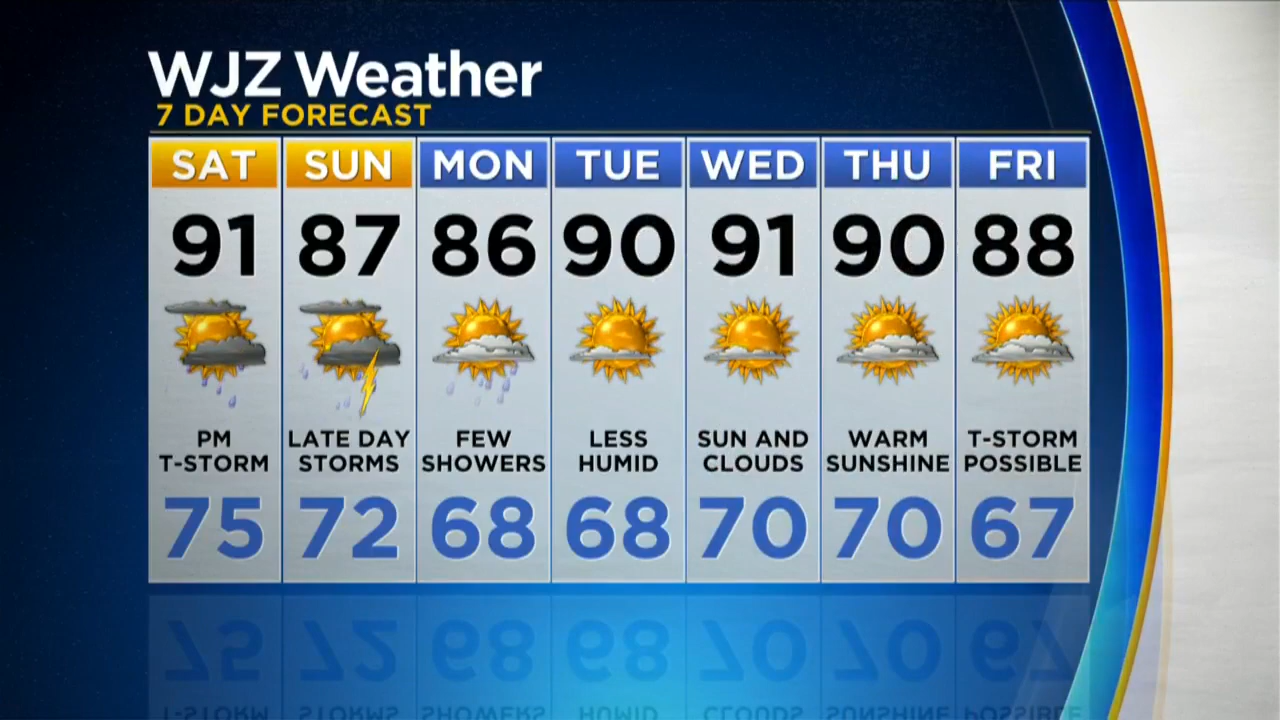 WJZ Weather
7 DAY FORECAST
SAT SUN MON TUE WED THU FRI
91 87 86 90 91 90 88
PM LATE DAY FEW LESS SUN AND WARM T-STORM
T-STORM STORMS SHOWERS HUMID CLOUDS SUNSHINE POSSIBLE
75 72 68 68 70 70 67